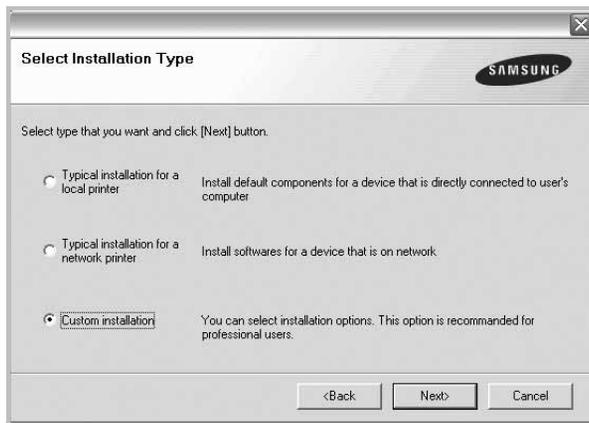 Select Installation Type
SAMSUNG
Select type that you want and click [Next] button.
Typical installation for a
local printer
Install default components for a device that is directly connected to user's
computer
Typical installation for a
network printer
Install softwares for a device that is on network
Custom installation
You can select installation options. This option is recommanded for
professional users.
<Back
Next>
Cancel